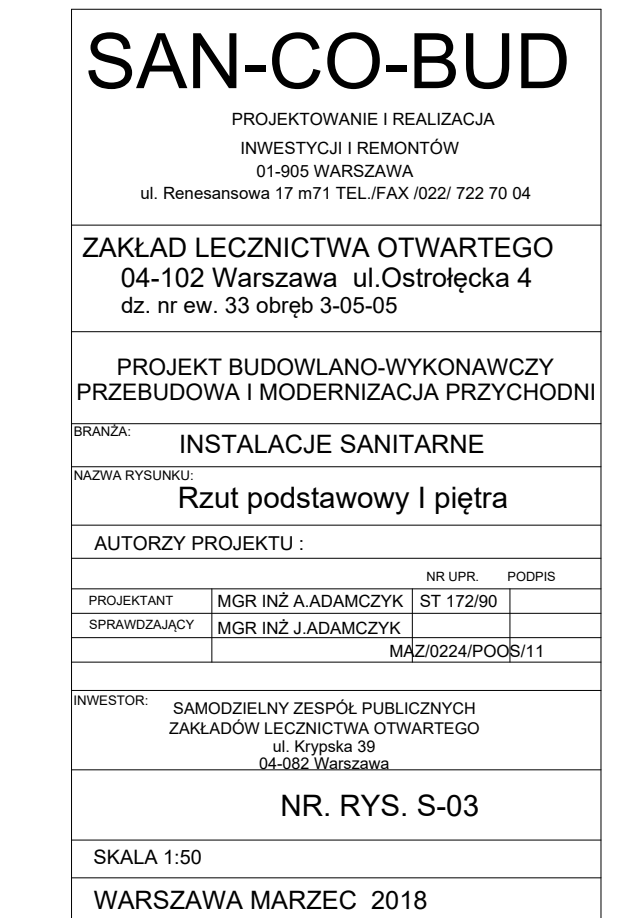 SAN-CO-BUD
PROJEKTOWANIE I REALIZACJA
INWESTYCJI I REMONTÓW
01-905 WARSZAWA
ul. Renesansowa 17 m71 TEL./FAX /022/ 722 70 04
ZAKŁAD LECZNICTWA OTWARTEGO
04-102 Warszawa ul.Ostrołęcka 4
dz. nr ew. 33 obręb 3-05-05
PROJEKT BUDOWLANO-WYKONAWCZY
PRZEBUDOWA I MODERNIZACJA PRZYCHODNI
BRANŻA:
INSTALACJE SANITARNE
NAZWA RYSUNKU:
Rzut podstawowy I piętra
AUTORZY PROJEKTU :
NR UPR. PODPIS
PROJEKTANT MGR INŻ A.ADAMCZYK ST 172/90
SPRAWDZAJĄCY MGR INŻ J.ADAMCZYK
MAZ/0224/POOS/11
INWESTOR:
SAMODZIELNY ZESPÓŁ PUBLICZNYCH
ZAKŁADÓW LECZNICTWA OTWARTEGO
ul. Krypska 39
04-082 Warszawa
NR. RYS. S-03
SKALA 1:50
WARSZAWA MARZEC 2018